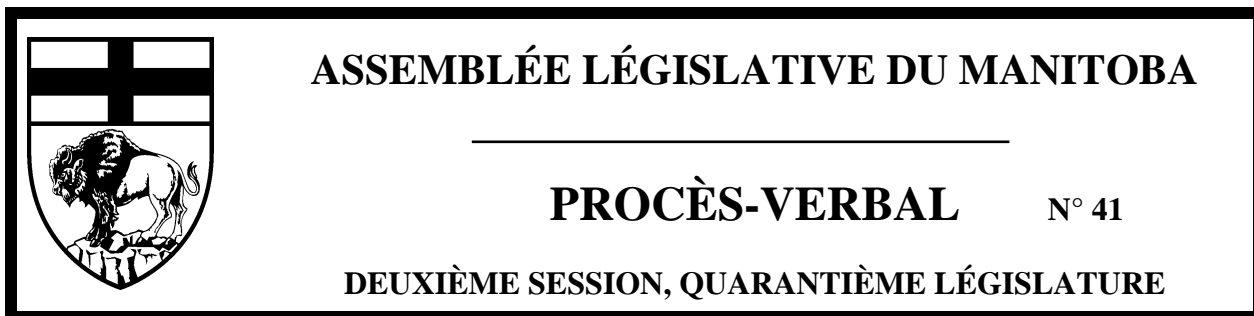 ASSEMBLÉE LÉGISLATIVE DU MANITOBA
PROCÈS-VERBAL N° 41
DEUXIÈME SESSION, QUARANTIÈME LÉGISLATURE